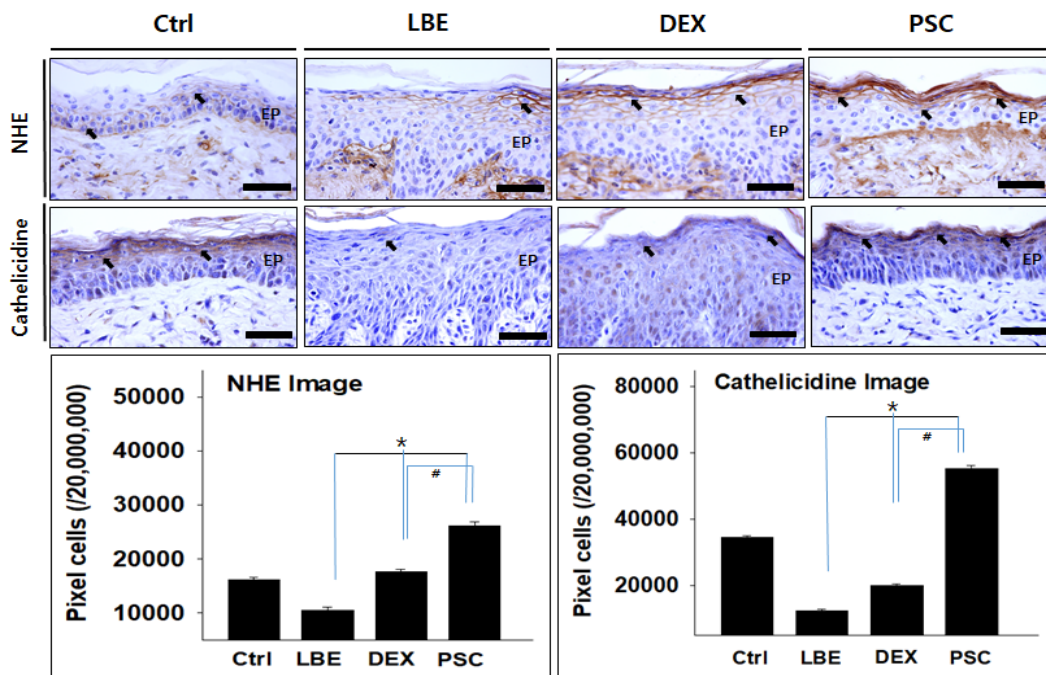 Ctrl LBE DEX PSC
NHE
EP EP EP EP
Cathelicidine
EP EP EP EP
NHE Image
Pixel cells (/20,000,000)
50000
40000
30000
20000
10000
*
#
Ctrl LBE DEX PSC
Cathelicidine Image
Pixel cells (/20,000,000)
80000
60000
40000
20000
*
#
Ctrl LBE DEX PSC